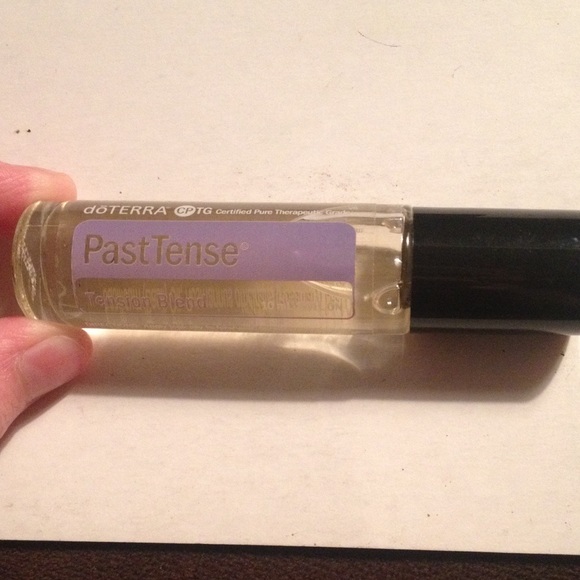 dōTERRA CPTG Certified Pure Therapeutic Grade
PastTense®
Tension Blend